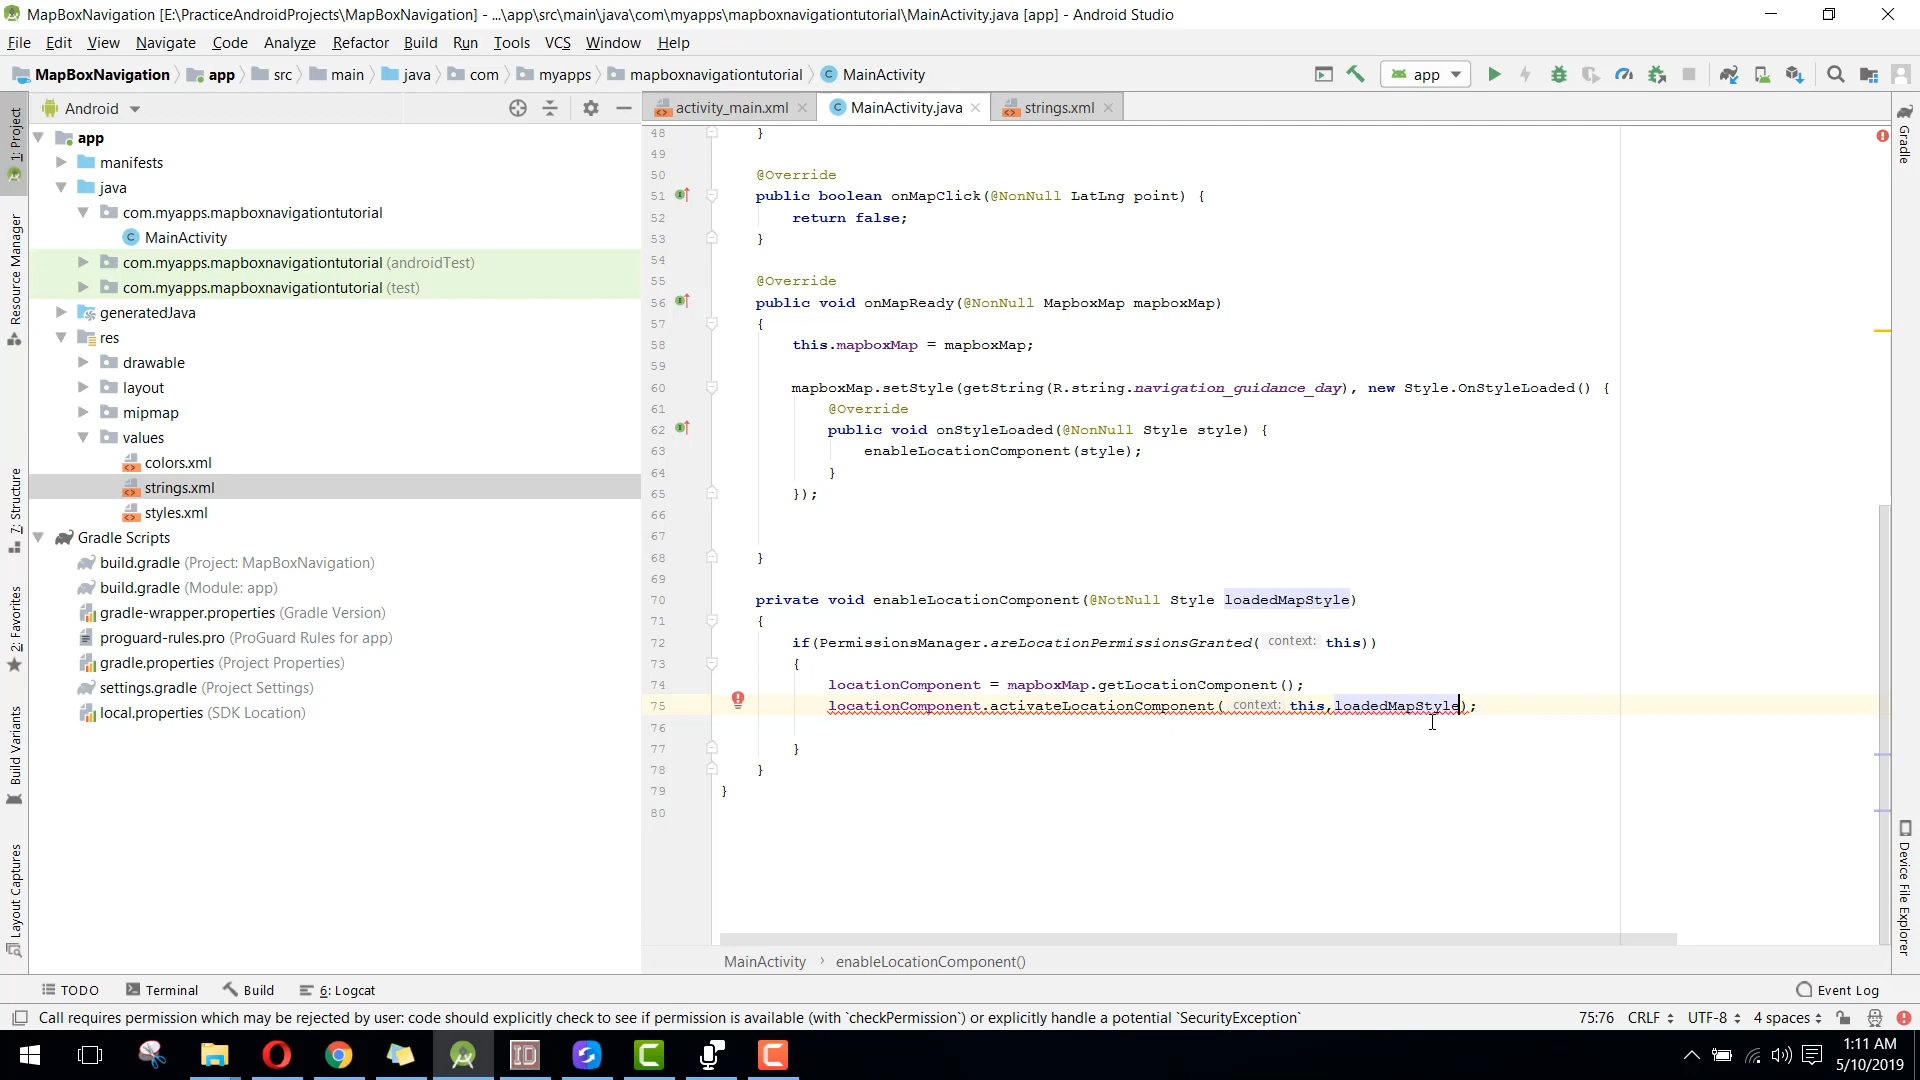 MapBoxNavigation [E:\PracticeAndroidProjects\MapBoxNavigation] - ...\app\src\main\java\com\myapps\mapboxnavigationtutorial\MainActivity.java [app] - Android Studio
File Edit View Navigate Code Analyze Refactor Build Run Tools VCS Window Help
MapBoxNavigation app src main java com myapps mapboxnavigationtutorial MainActivity
app
Android
activity_main.xml MainActivity.java strings.xml
1: Project
Resource Manager
7: Structure
2: Favorites
Build Variants
Layout Captures
app
manifests
java
com.myapps.mapboxnavigationtutorial
MainActivity
com.myapps.mapboxnavigationtutorial (androidTest)
com.myapps.mapboxnavigationtutorial (test)
generatedJava
res
drawable
layout
mipmap
values
colors.xml
strings.xml
styles.xml
Gradle Scripts
build.gradle (Project: MapBoxNavigation)
build.gradle (Module: app)
gradle-wrapper.properties (Gradle Version)
proguard-rules.pro (ProGuard Rules for app)
gradle.properties (Project Properties)
settings.gradle (Project Settings)
local.properties (SDK Location)
48 }
49
50 @Override
51 public boolean onMapClick(@NonNull LatLng point) {
52 return false;
53 }
54
55 @Override
56 public void onMapReady(@NonNull MapboxMap mapboxMap)
57 {
58 this.mapboxMap = mapboxMap;
59
60 mapboxMap.setStyle(getString(R.string.navigation_guidance_day), new Style.OnStyleLoaded() {
61 @Override
62 public void onStyleLoaded(@NonNull Style style) {
63 enableLocationComponent(style);
64 }
65 });
66
67
68 }
69
70 private void enableLocationComponent(@NotNull Style loadedMapStyle)
71 {
72 if(PermissionsManager.areLocationPermissionsGranted( context: this))
73 {
74 locationComponent = mapboxMap.getLocationComponent();
75 locationComponent.activateLocationComponent( context: this,loadedMapStyle);
76
77 }
78 }
79 }
80
Gradle
Device File Explorer
MainActivity › enableLocationComponent()
TODO Terminal Build 6: Logcat Event Log
Call requires permission which may be rejected by user: code should explicitly check to see if permission is available (with `checkPermission`) or explicitly handle a potential `SecurityException` 75:76 CRLF UTF-8 4 spaces
1:11 AM
5/10/2019